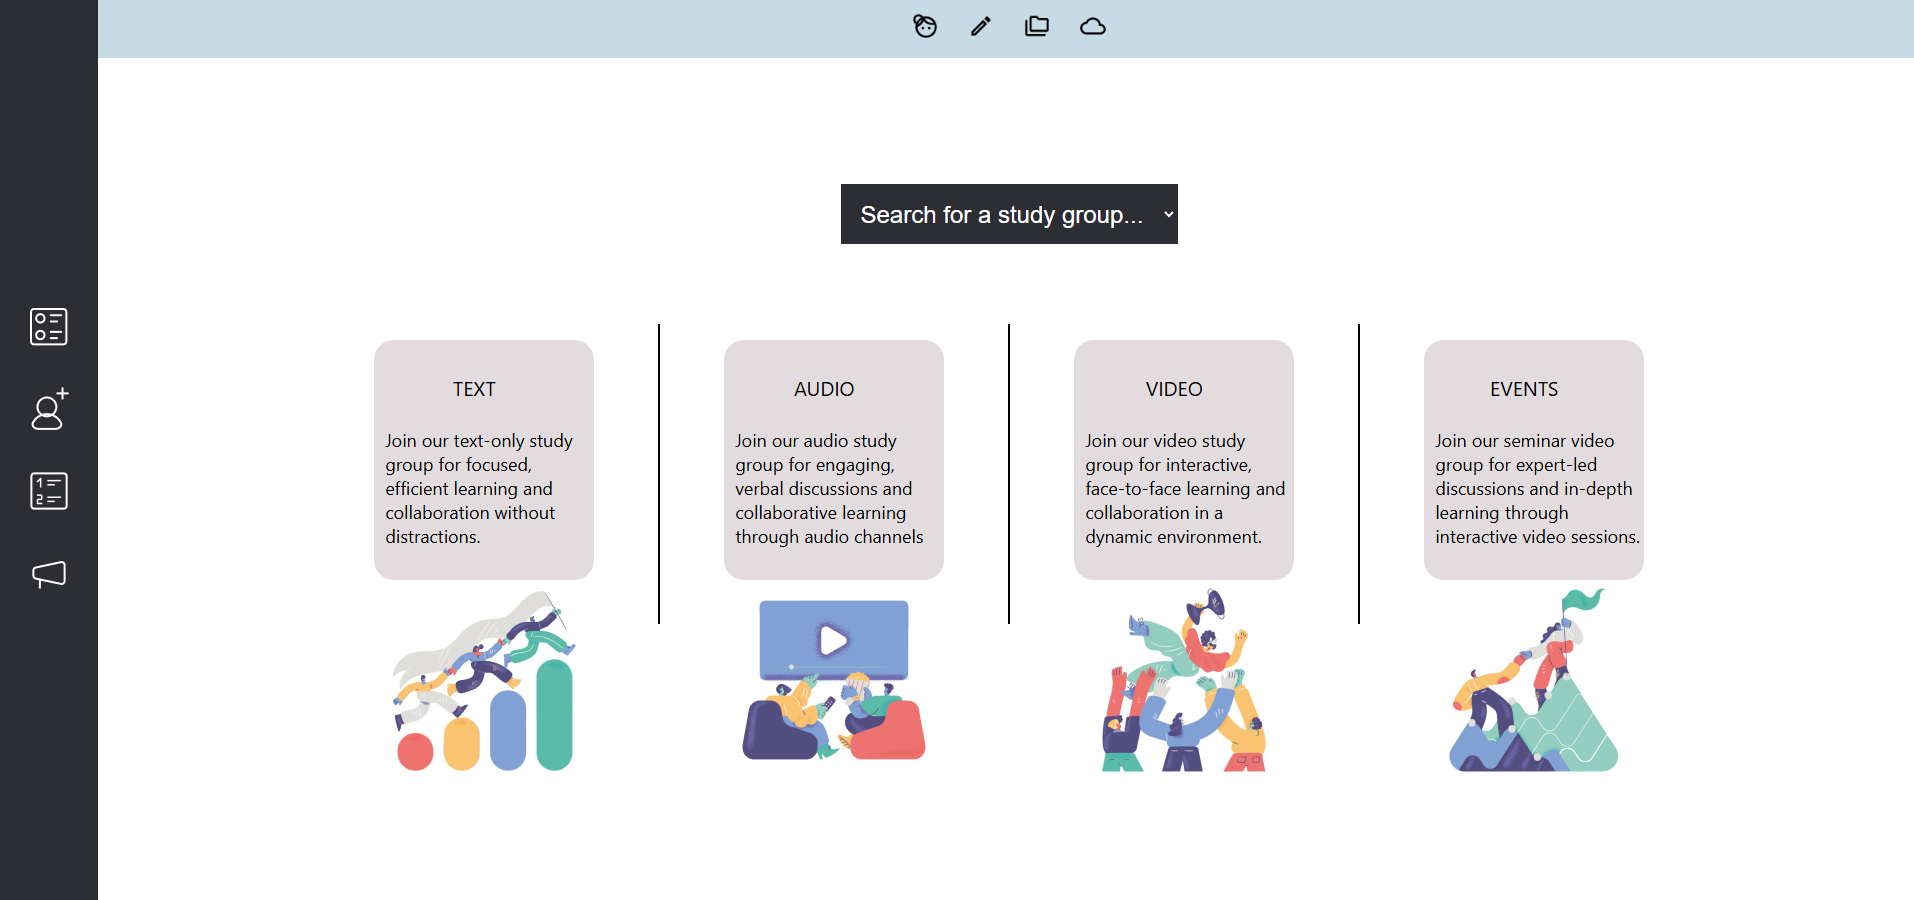 Search for a study group...
TEXT
Join our text-only study
group for focused,
efficient learning and
collaboration without
distractions.
AUDIO
Join our audio study
group for engaging,
verbal discussions and
collaborative learning
through audio channels
VIDEO
Join our video study
group for interactive,
face-to-face learning and
collaboration in a
dynamic environment.
EVENTS
Join our seminar video
group for expert-led
discussions and in-depth
learning through
interactive video sessions.
1
2